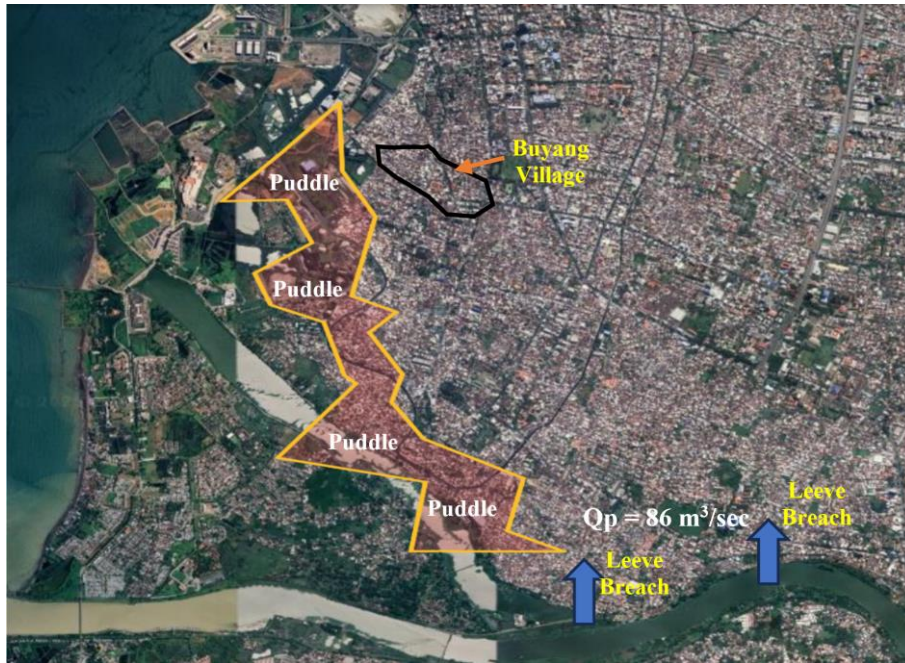 Buyang
Village
Puddle
Puddle
Puddle
Puddle
Qp = 86 m³/sec
Leeve
Breach
Leeve
Breach